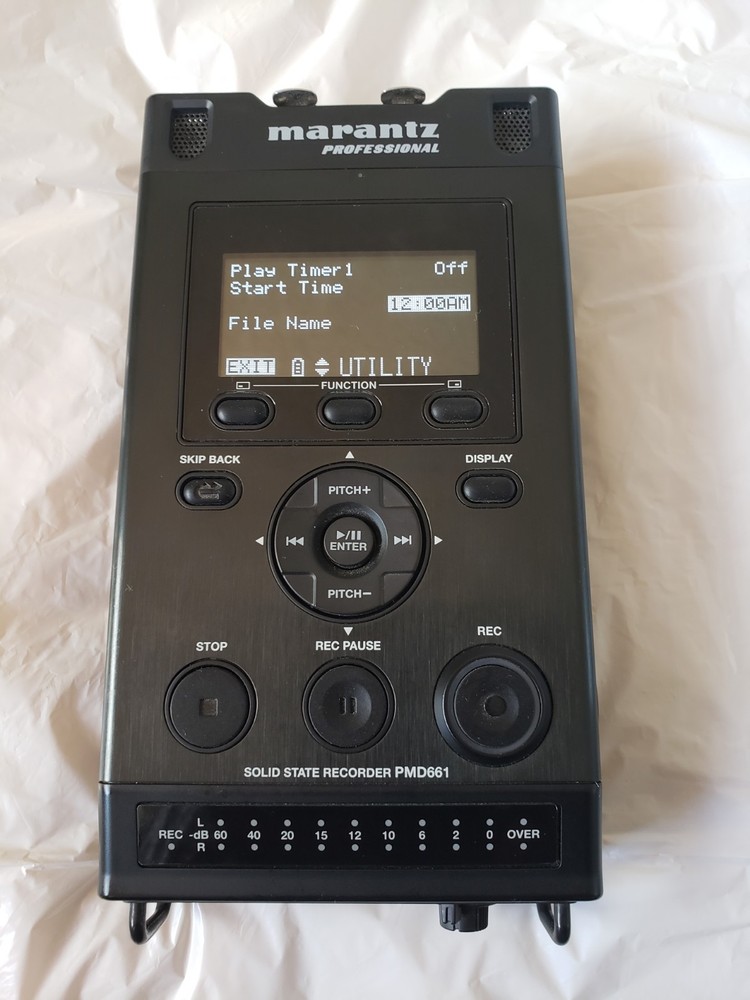 marantz
PROFESSIONAL
Play Timer1 Off
Start Time
12:00AM
File Name
EXIT UTILITY
FUNCTION
SKIP BACK DISPLAY
PITCH+
ENTER
PITCH−
STOP REC PAUSE REC
SOLID STATE RECORDER PMD661
L
REC -dB 60 40 20 15 12 10 6 2 0 OVER
R